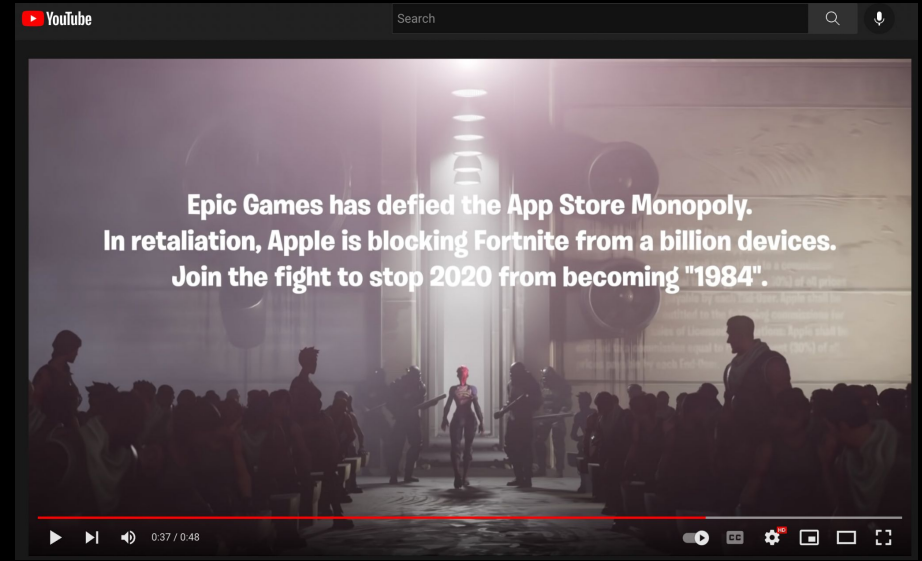 YouTube
Search
Epic Games has defied the App Store Monopoly.
In retaliation, Apple is blocking Fortnite from a billion devices.
Join the fight to stop 2020 from becoming "1984".
0:37 / 0:48
CC
HD